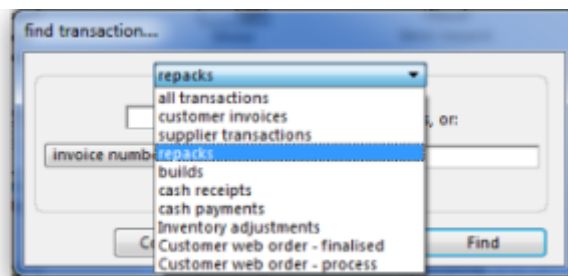 find transaction...
repacks
all transactions
customer invoices
supplier transactions
s, or:
invoice numbe
repacks
builds
cash receipts
cash payments
Inventory adjustments
Customer web order - finalised
Find
Customer web order - process